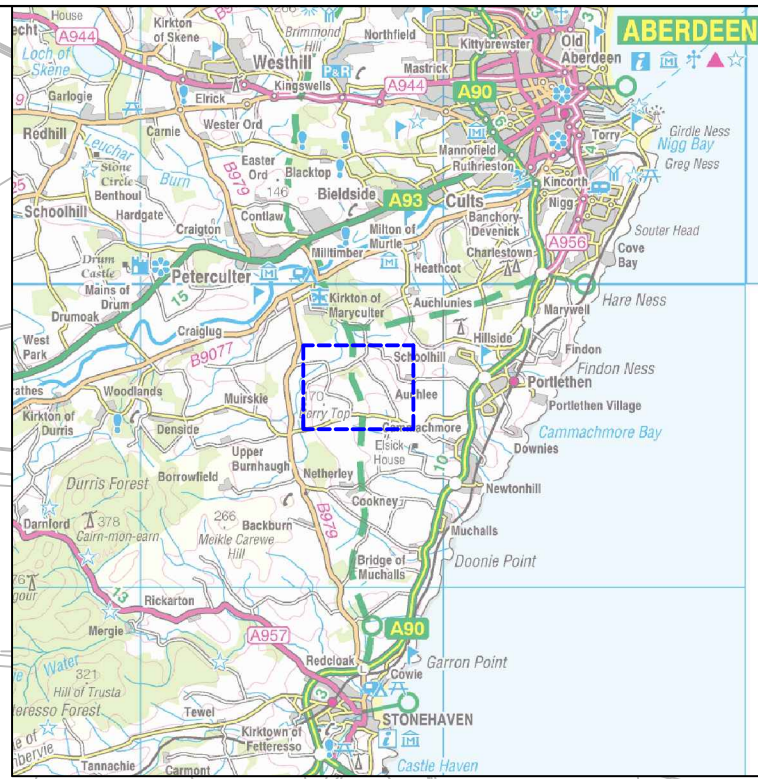 House
Kirkton
of Skene
Brimmond
Hill
Northfield
Kittybrewster
Old
Aberdeen
ABERDEEN
A944
Loch of
Skene
Westhill
P&R
Mastrick
Kingswells
A944
A90
Garlogie
Elrick
Redhill
Carnie
Wester Ord
Torry
Girdle Ness
Nigg Bay
Greg Ness
Leuchar
Burn
Stone
Circle
Easter
Ord
146
Blacktop
Mannofield
Ruthrieston
B979
Benthoul
Bieldside
A93
Cults
Kincorth
Nigg
Schoolhill
Hardgate
Contlaw
Craigton
Milton of
Murtle
Banchory-
Devenick
A956
Souter Head
Drum
Castle
Peterculter
Milltimber
Charlestown
Cove
Bay
Heathcot
Mains of
Drum
15
Kirkton of
Maryculter
Auchlunies
Hare Ness
Drumoak
Marywell
West
Park
Craiglug
Hillside
B9077
Schoolhill
Findon
Findon Ness
Portlethen
Woodlands
Muirskie
Auchlee
Portlethen Village
Kirkton of
Durris
Denside
Cammachmore
Cammachmore Bay
Upper
Burnhaugh
Elsick
House
Downies
10
Borrowfield
Netherley
Newtonhill
Durris Forest
Cookney
B979
Darnford
378
Cairn-mon-earn
266
Backburn
Meikle Carewe
Hill
Muchalls
Doonie Point
Bridge of
Muchalls
13
Rickarton
Mergie
A957
A90
Redcloak
Garron Point
Water
Cowie
321
Hill of Trusta
3
Tewel
STONEHAVEN
Kirktown of
Fetteresso
Tannachie
Carmont
Castle Haven